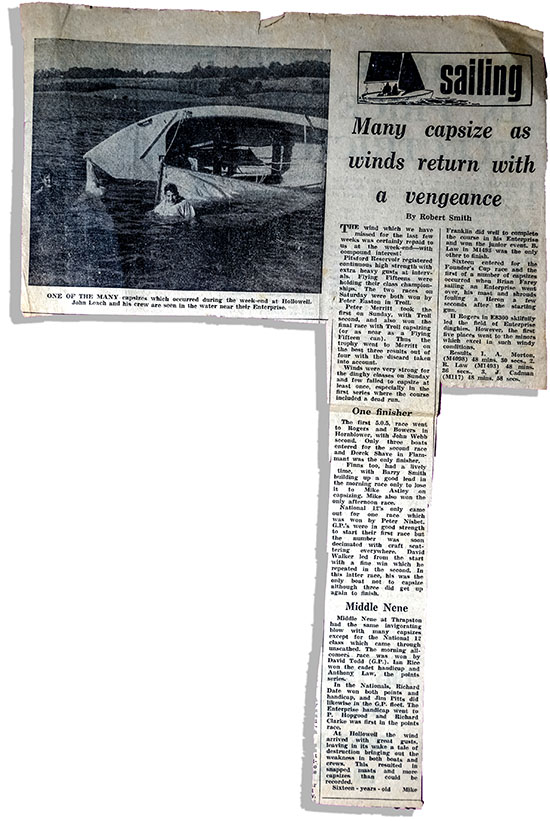 sailing
Many capsize as
winds return with
a vengeance
By Robert Smith
ONE OF THE MANY capsizes which occurred during the week-end at Hollowell.
John Leech and his crew are seen in the water near their Enterprise.
THE wind which we have
missed for the last few
weeks was certainly repaid to
us at the week-end—with
compound interest!
Pitsford Reservoir registered
continuous high strength with
extra heavy gusts at inter-
vals. Flying Fifteens were
holding their class champion-
ships. The two races on
Saturday were both won by
Peter Easton in Troll.
Peter Merritt took the
first on Sunday, with Troll
second, and also won the
final race with Troll capsizing
(or as near as a Flying
Fifteen can). Thus the
trophy went to Merritt on
the best three results out of
four with the discard taken
into account.
Winds were very strong for
the dinghy classes on Sunday
and few failed to capsize at
least once, especially in the
first series where the course
included a dead run.
One finisher
The first 5.0.5. race went
to Rogers and Bowers in
Hornblower, with John Webb
second. Only three boats
entered for the second race
and Derek Shave in Flam-
mant was the only finisher.
Finns too, had a lively
time, with Barry Smith
building up a good lead in
the morning race only to lose
it to Mike Astley on
capsizing. Mike also won the
only afternoon race.
National 12's only came
out for one race which
was won by Peter Nisbet.
G.P.'s were in good strength
to start their first race but
the number was soon
decimated with craft scat-
tering everywhere. David
Walker led from the start
with a fine win which he
repeated in the second. In
this latter race, his was the
only boat not to capsize
although three did get up
again to finish.
Middle Nene
Middle Nene at Thrapston
had the same invigorating
blow with many capsizes
except for the National 12
class which came through
unscathed. The morning all-
comers race was won by
David Todd (G.P.). Ian Rice
won the cadet handicap and
Anthony Law, the points
series.
In the Nationals, Richard
Date won both points and
handicap, and Jim Pitts did
likewise in the G.P. fleet. The
Enterprise handicap went to
P. Hopgood and Richard
Clarke was first in the points
race.
At Hollowell the wind
arrived with great gusts,
leaving in its wake a tale of
destruction bringing out the
weakness in both boats and
crews. This resulted in
snapped masts and more
capsizes than could be
recorded.
Sixteen-years-old Mike
Franklin did well to complete
the course in his Enterprise
and won the junior event. B.
Law in M1493 was the only
other to finish.
Sixteen entered for the
Founder's Cup race and the
first of a number of capsizes
occurred when Brian Farey
sailing an Enterprise went
over, his mast and shrouds
fouling a Heron a few
seconds after the starting
gun.
H Rogers in E8300 skilfully
led the field of Enterprise
dinghies. However, the first
five places went to the minors
which excel in such windy
conditions.
Results 1, A. Morton,
(M4098) 48 mins. 30 secs., 2,
R. Law (M1493) 48 mins.
36 secs., 3, J. Cadman
(M117) 48 mins. 58 secs.